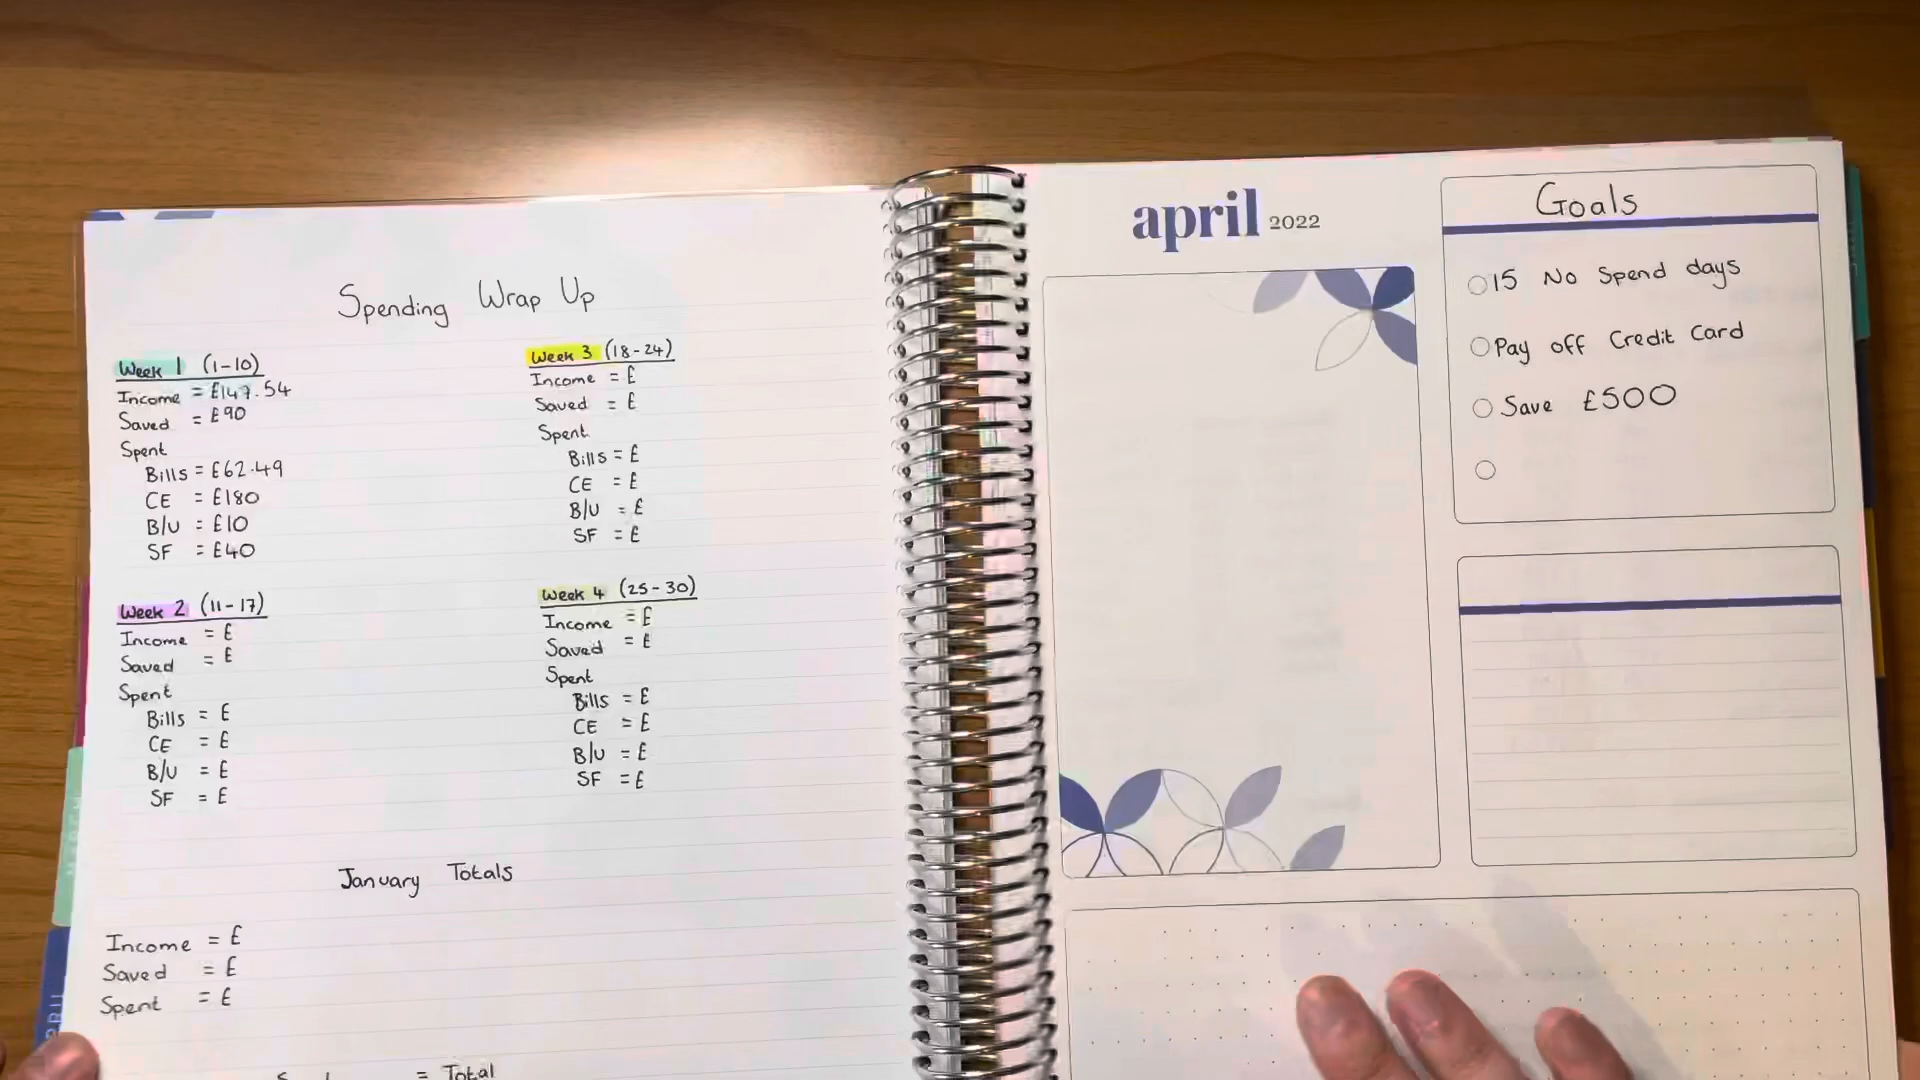 Spending Wrap Up
Week 1 (1-10)
Income = £147.54
Saved = £90
Spent
Bills = £62.49
CE = £180
B/U = £10
SF = £40
Week 2 (11-17)
Income = £
Saved = £
Spent
Bills = £
CE = £
B/U = £
SF = £
Week 3 (18-24)
Income = £
Saved = £
Spent
Bills = £
CE = £
B/U = £
SF = £
Week 4 (25-30)
Income = £
Saved = £
Spent
Bills = £
CE = £
B/U = £
SF = £
January Totals
Income = £
Saved = £
Spent = £
= Total
april 2022
Goals
15 No Spend days
Pay off Credit Card
Save £500